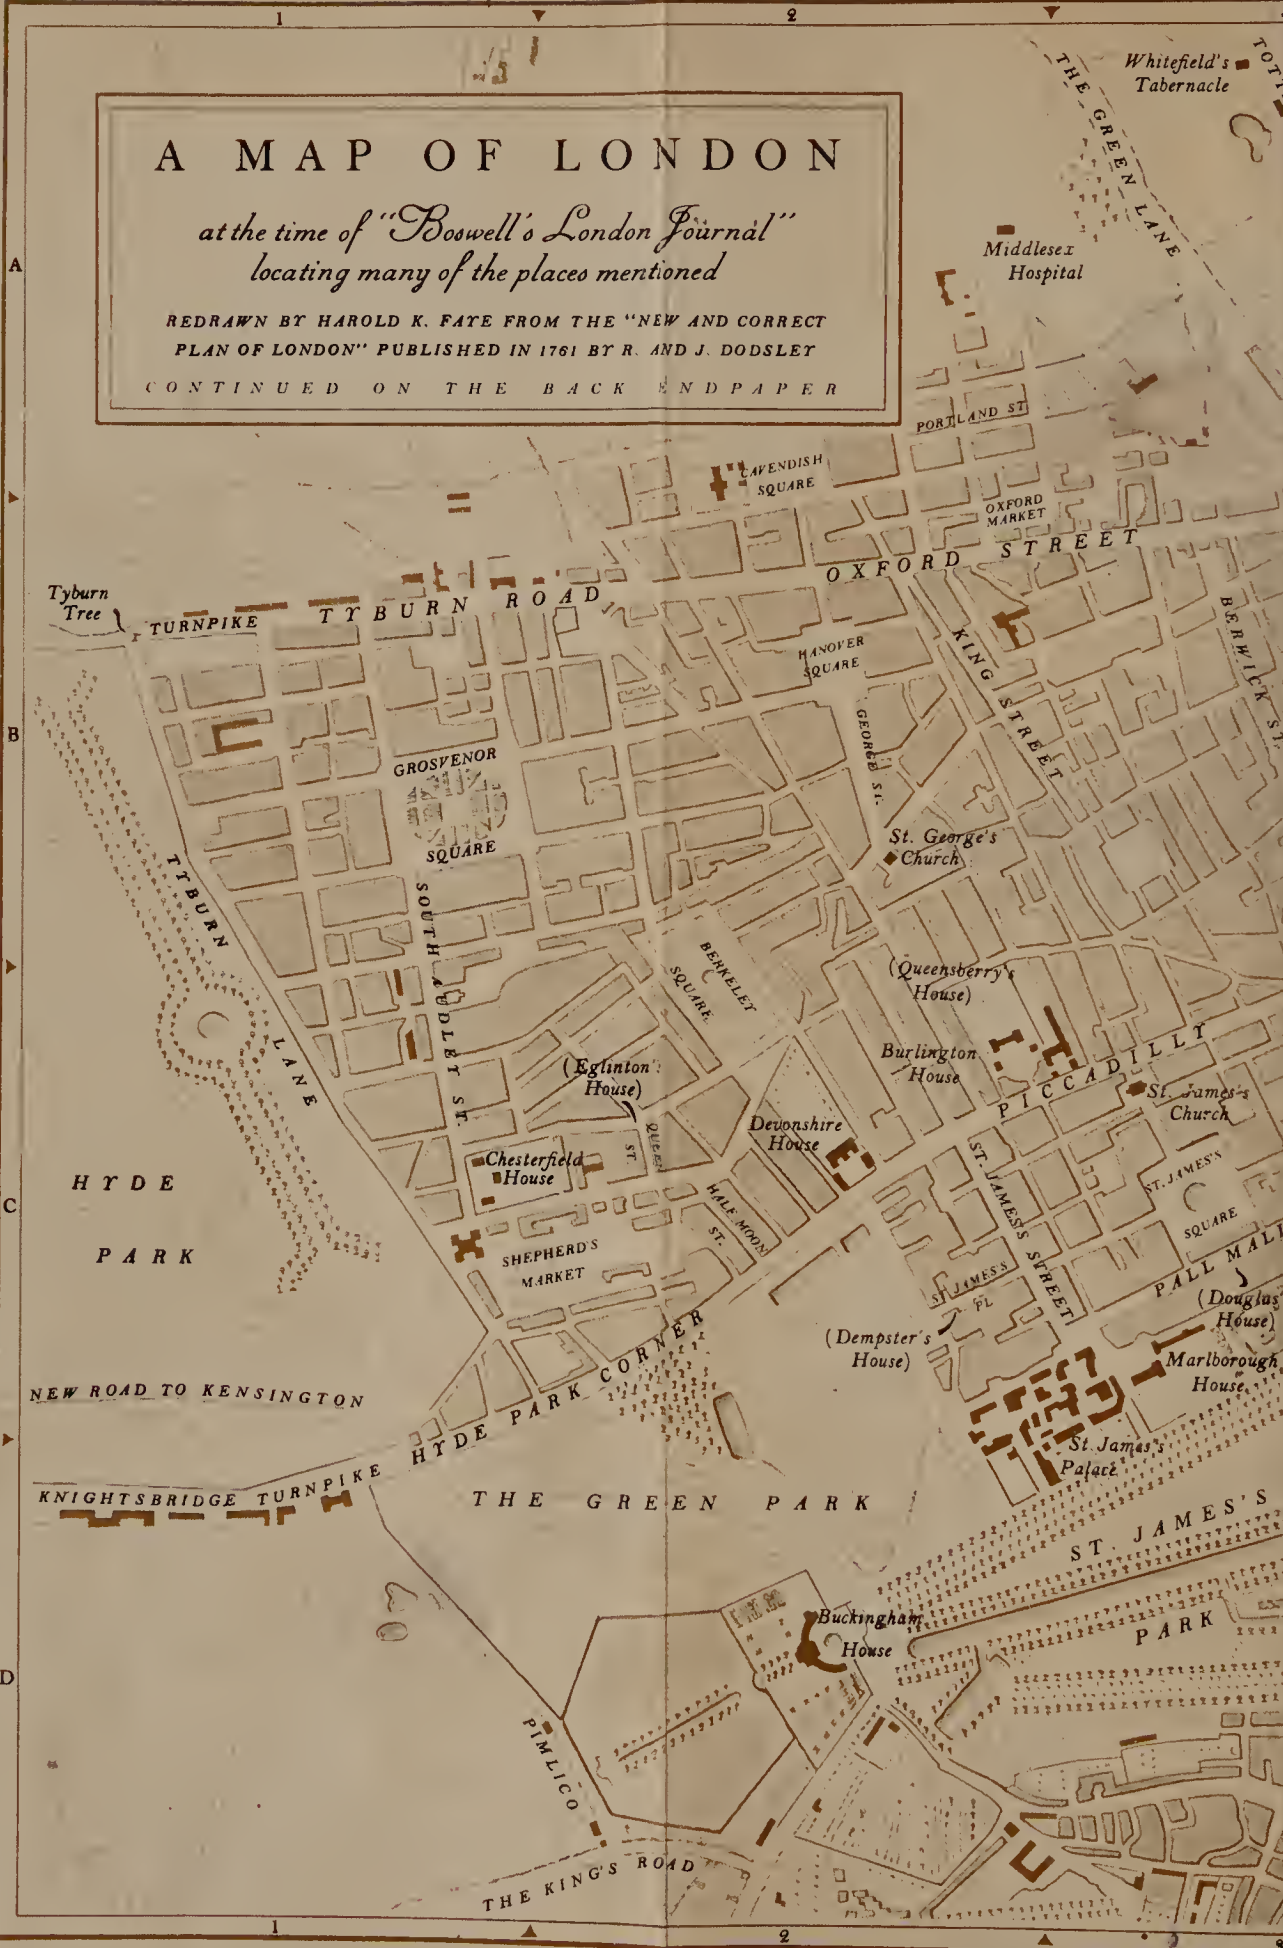 1
2
A MAP OF LONDON
at the time of "Boswell's London Journal"
locating many of the places mentioned
REDRAWN BY HAROLD K. FAYE FROM THE "NEW AND CORRECT
PLAN OF LONDON" PUBLISHED IN 1761 BY R. AND J. DODSLEY
CONTINUED ON THE BACK ENDPAPER
Whitefield's
Tabernacle
THE GREEN LANE
A
Middlesex
Hospital
PORTLAND ST.
CAVENDISH
SQUARE
OXFORD
MARKET
OXFORD STREET
Tyburn
Tree
TURNPIKE
TYBURN ROAD
HANOVER
SQUARE
KING STREET
BERWICK ST.
B
GEORGE ST.
GROSVENOR
SQUARE
St. George's
Church
TYBURN LANE
SOUTH AUDLEY ST.
BERKELEY
SQUARE
(Queensberry's
House)
Burlington
House
PICCADILLY
(Eglinton's
House)
St. James's
Church
Devonshire
House
QUEEN
ST.
Chesterfield
House
ST. JAMES'S STREET
ST. JAMES'S
SQUARE
HYDE
PARK
C
HALF MOON
ST.
SHEPHERD'S
MARKET
PALL MALL
ST. JAMES'S
PL.
(Douglas'
House)
(Dempster's
House)
Marlborough
House
NEW ROAD TO KENSINGTON
HYDE PARK CORNER
St. James's
Palace
KNIGHTSBRIDGE TURNPIKE
THE GREEN PARK
ST. JAMES'S
PARK
Buckingham
House
D
PIMLICO
THE KING'S ROAD
1
2